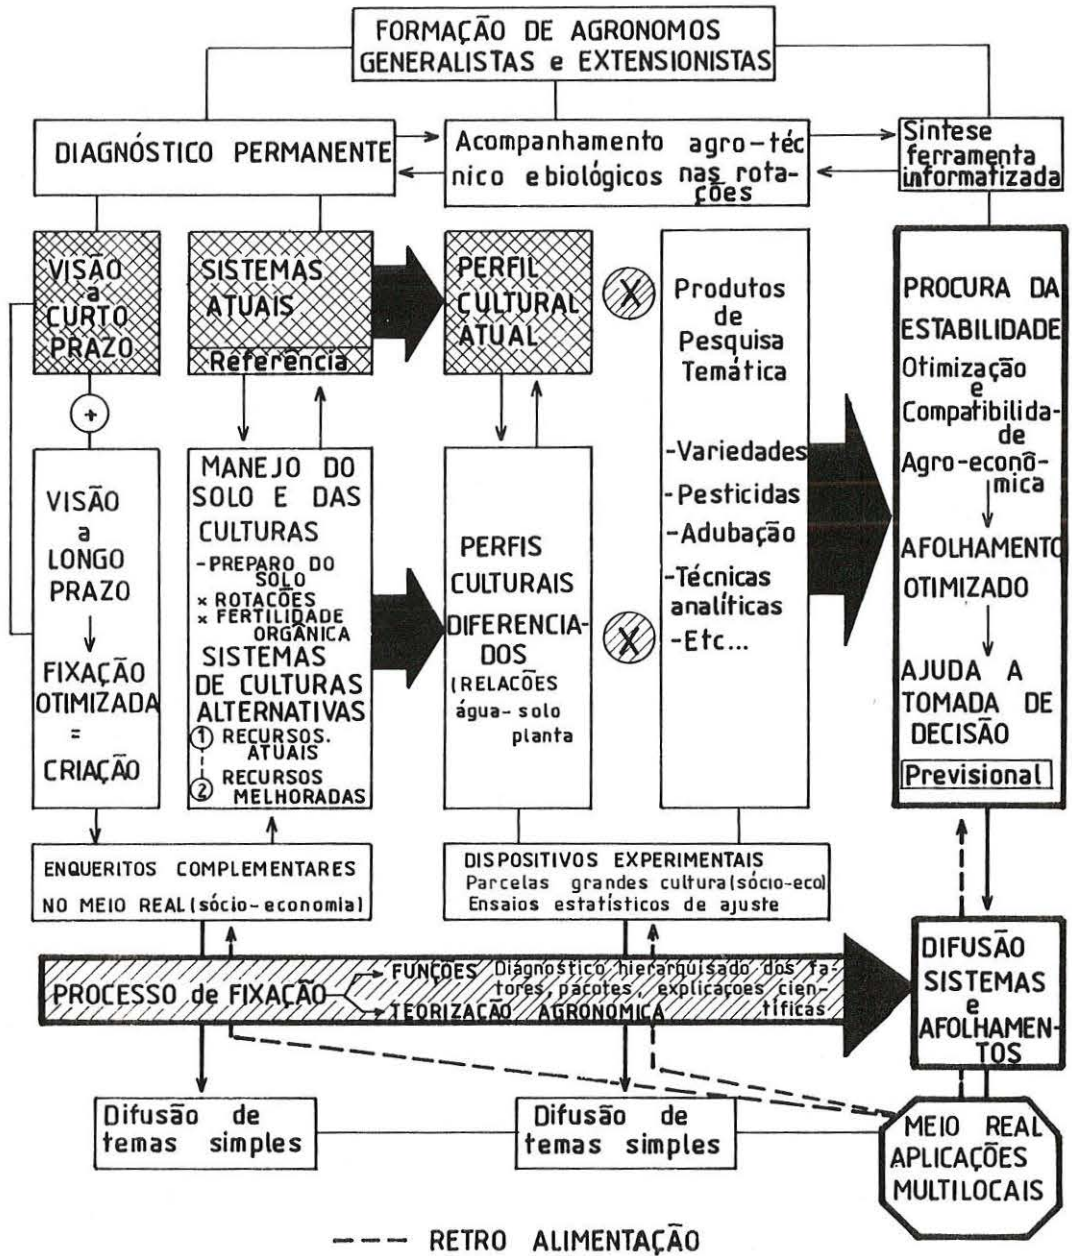 FORMAÇÃO DE AGRONOMOS
GENERALISTAS e EXTENSIONISTAS
DIAGNÓSTICO PERMANENTE
Acompanhamento agro-téc
nico e biológicos nas rota-
ções
Sintese
ferramenta
informatizada
VISÃO
a
CURTO
PRAZO
SISTEMAS
ATUAIS
Referência
PERFIL
CULTURAL
ATUAL
X
Produtos
de
Pesquisa
Temática
-Variedades
-Pesticidas
-Adubação
-Técnicas
analíticas
-Etc...
PROCURA DA
ESTABILIDADE
Otimização
e
Compatibilida-
de
Agro-econô-
mica
AFOLHAMENTO
OTIMIZADO
AJUDA A
TOMADA DE
DECISÃO
Previsional
+
VISÃO
a
LONGO
PRAZO
FIXAÇÃO
OTIMIZADA
=
CRIAÇÃO
MANEJO DO
SOLO E DAS
CULTURAS
-PREPARO DO
SOLO
× ROTACÕES
× FERTILIDADE
ORGÂNICA
SISTEMAS
DE CULTURAS
ALTERNATIVAS
1 RECURSOS.
ATUAIS
2 RECURSOS
MELHORADAS
PERFIS
CULTURAIS
DIFERENCIA-
DOS
(RELACÕES
água-solo
planta
X
ENQUERITOS COMPLEMENTARES
NO MEIO REAL (sócio-economia)
DISPOSITIVOS EXPERIMENTAIS
Parcelas grandes cultura (sócio-eco)
Ensaios estatísticos de ajuste
PROCESSO de FIXAÇÃO
FUNÇÕES Diágnóstico hierarquisado dos fa-
tores, pacotes, explicações cien-
tíficas
TEORIZAÇÃO AGRONOMICA
DIFUSÃO
SISTEMAS
e
AFOLHAMEN-
TOS
Difusão de
temas simples
Difusão de
temas simples
MEIO REAL
APLICAÇÕES
MULTILOCAIS
--- RETRO ALIMENTAÇÃO